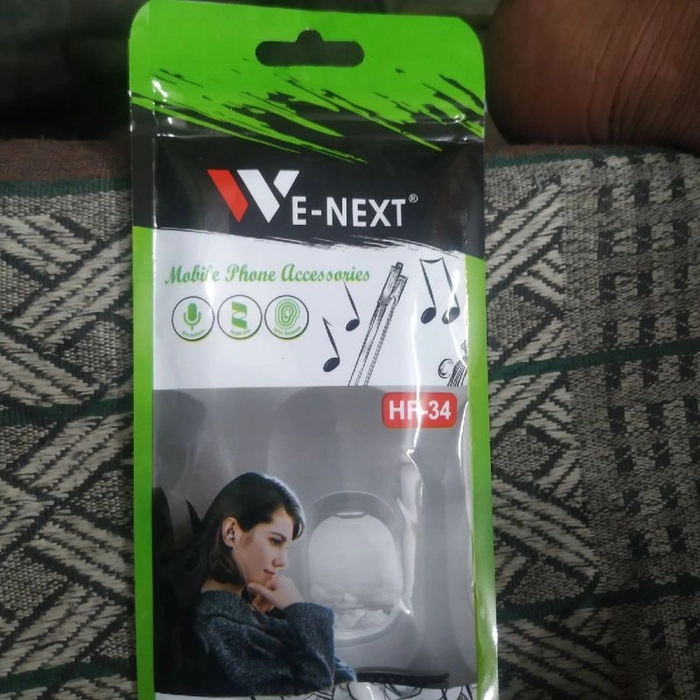 WE-NEXT®
Mobile Phone Accessories
HF-34